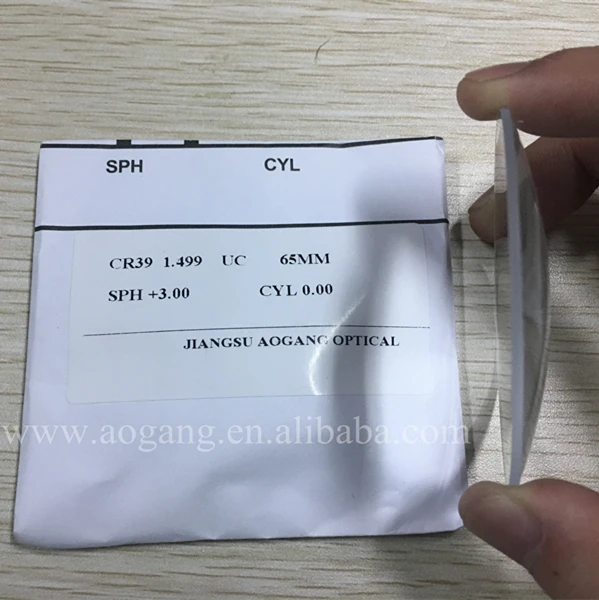 SPH CYL
CR39 1.499 UC 65MM
SPH +3.00 CYL 0.00
JIANGSU AOGANG OPTICAL
www.aogang.en.alibaba.com